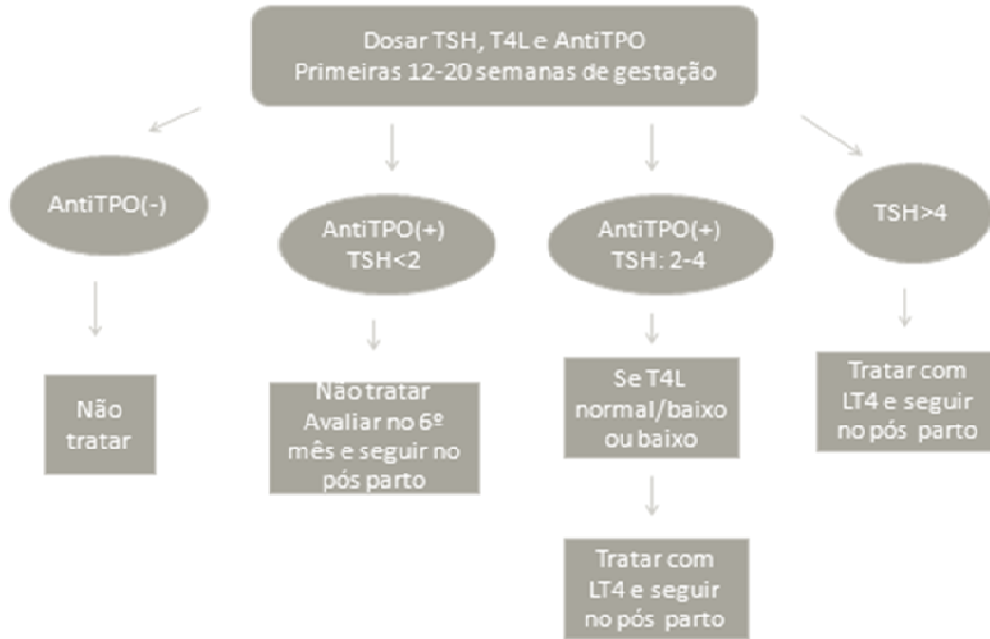 Dosar TSH, T4L e AntiTPO
Primeiras 12-20 semanas de gestação
AntiTPO(-)
AntiTPO(+)
TSH<2
AntiTPO(+)
TSH: 2-4
TSH>4
Não
tratar
Não tratar
Avaliar no 6º
mês e seguir no
pós parto
Se T4L
normal/baixo
ou baixo
Tratar com
LT4 e seguir
no pós parto
Tratar com
LT4 e seguir
no pós parto